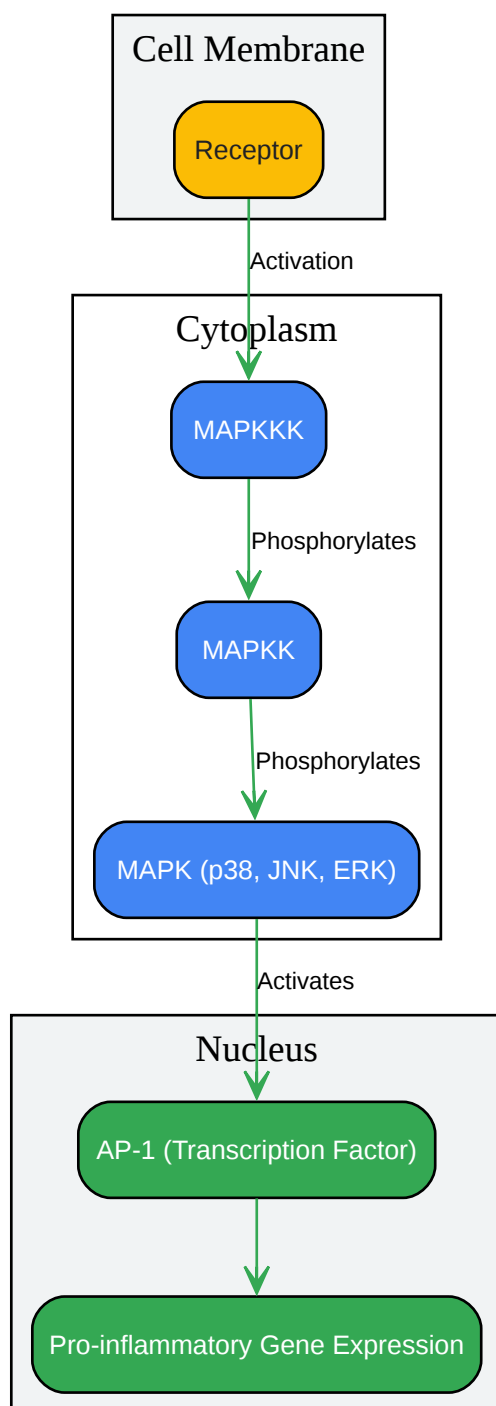 Cell Membrane
Receptor
Activation
Cytoplasm
MAPKKK
Phosphorylates
MAPKK
Phosphorylates
MAPK (p38, JNK, ERK)
Activates
Nucleus
AP-1 (Transcription Factor)
Pro-inflammatory Gene Expression